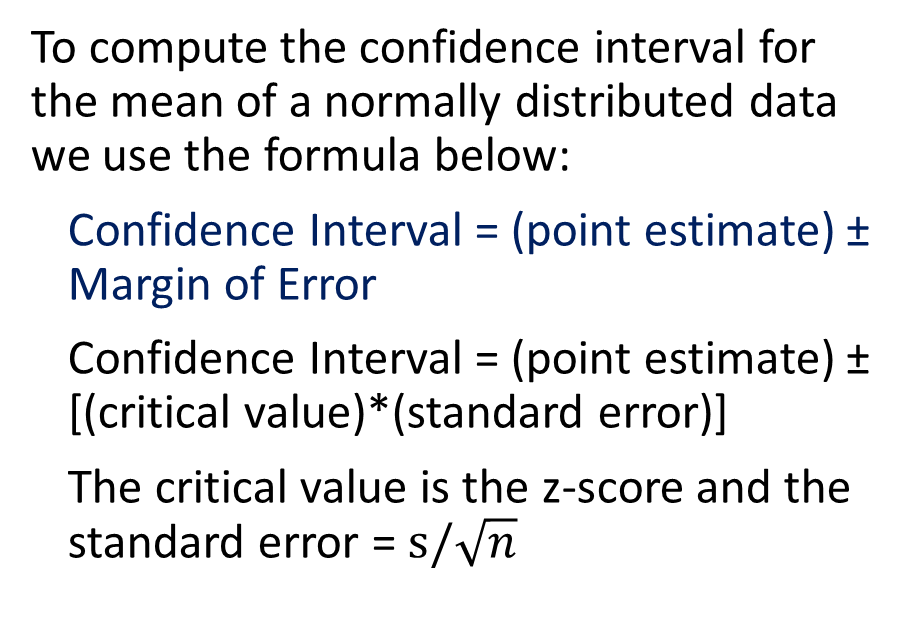 To compute the confidence interval for
the mean of a normally distributed data
we use the formula below:
Confidence Interval = (point estimate) ±
Margin of Error
Confidence Interval = (point estimate) ±
[(critical value)*(standard error)]
The critical value is the z-score and the
standard error = s/√n